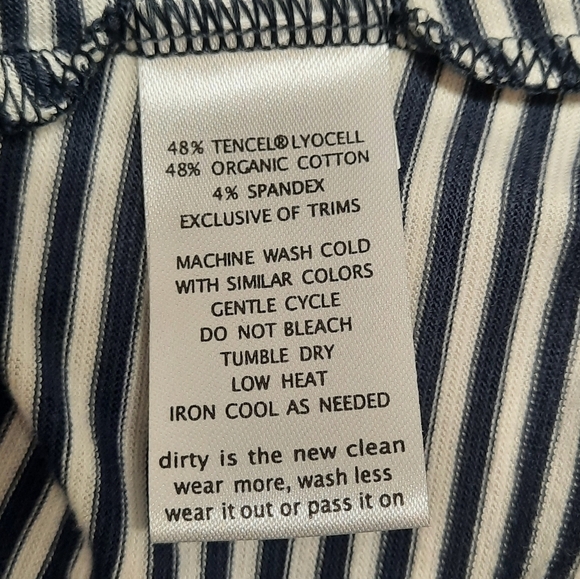 48% TENCEL® LYOCELL
48% ORGANIC COTTON
4% SPANDEX
EXCLUSIVE OF TRIMS
MACHINE WASH COLD
WITH SIMILAR COLORS
GENTLE CYCLE
DO NOT BLEACH
TUMBLE DRY
LOW HEAT
IRON COOL AS NEEDED
dirty is the new clean
wear more, wash less
wear it out or pass it on